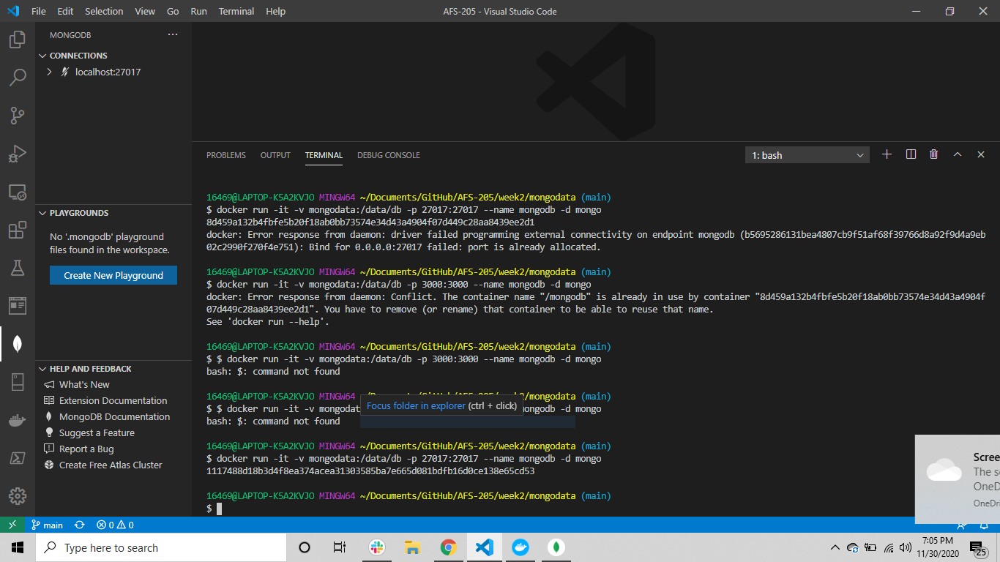 File Edit Selection View Go Run Terminal Help AFS-205 - Visual Studio Code
MONGODB ...
CONNECTIONS
localhost:27017
PLAYGROUNDS
No '.mongodb' playground
files found in the workspace.
Create New Playground
HELP AND FEEDBACK
What's New
Extension Documentation
MongoDB Documentation
Suggest a Feature
Report a Bug
Create Free Atlas Cluster
PROBLEMS OUTPUT TERMINAL DEBUG CONSOLE 1: bash
16469@LAPTOP-K5A2KVJO MINGW64 ~/Documents/GitHub/AFS-205/week2/mongodata (main)
$ docker run -it -v mongodata:/data/db -p 27017:27017 --name mongodb -d mongo
8d459a132b4fbfe5b20f18ab0bb73574e34d43a4904f07d449c28aa8439ee2d1
docker: Error response from daemon: driver failed programming external connectivity on endpoint mongodb (b5695286131bea4807cb9f51af68f39766d8a92f9d4a9eb
02c2990f270f4e751): Bind for 0.0.0.0:27017 failed: port is already allocated.
16469@LAPTOP-K5A2KVJO MINGW64 ~/Documents/GitHub/AFS-205/week2/mongodata (main)
$ docker run -it -v mongodata:/data/db -p 3000:3000 --name mongodb -d mongo
docker: Error response from daemon: Conflict. The container name "/mongodb" is already in use by container "8d459a132b4fbfe5b20f18ab0bb73574e34d43a4904f
07d449c28aa8439ee2d1". You have to remove (or rename) that container to be able to reuse that name.
See 'docker run --help'.
16469@LAPTOP-K5A2KVJO MINGW64 ~/Documents/GitHub/AFS-205/week2/mongodata (main)
$ $ docker run -it -v mongodata:/data/db -p 3000:3000 --name mongodb -d mongo
bash: $: command not found
16469@LAPTOP-K5A2KVJO MINGW64 ~/Documents/GitHub/AFS-205/week2/mongodata (main)
Focus folder in explorer (ctrl + click)
$ $ docker run -it -v mongodat ongodb -d mongo
bash: $: command not found
16469@LAPTOP-K5A2KVJO MINGW64 ~/Documents/GitHub/AFS-205/week2/mongodata (main)
$ docker run -it -v mongodata:/data/db -p 27017:27017 --name mongodb -d mongo
1117488d18b3d4f8ea374acea31303585ba7e665d081bdfb16d0ce138e65cd53
16469@LAPTOP-K5A2KVJO MINGW64 ~/Documents/GitHub/AFS-205/week2/mongodata (main)
$
Scree
The s
OneD
OneDri
main 0 0
Type here to search
7:05 PM
11/30/2020
25